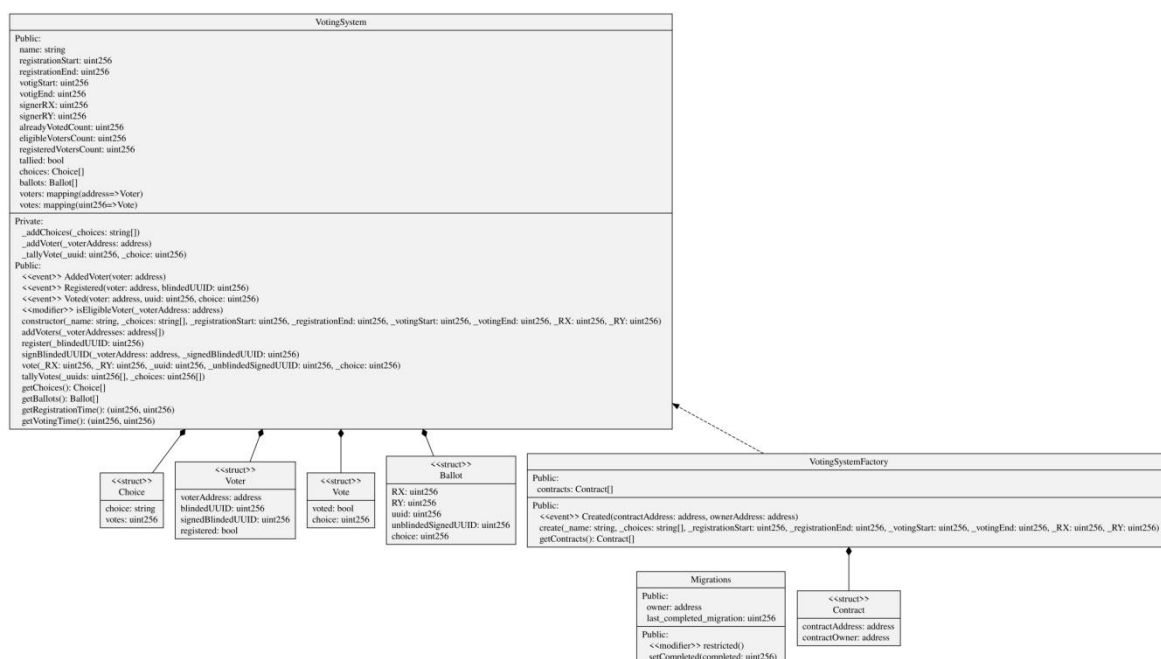 VotingSystem
Public:
name: string
registrationStart: uint256
registrationEnd: uint256
votigStart: uint256
votigEnd: uint256
signerRX: uint256
signerRY: uint256
alreadyVotedCount: uint256
eligibleVotersCount: uint256
registeredVotersCount: uint256
tallied: bool
choices: Choice[]
ballots: Ballot[]
voters: mapping(address=>Voter)
votes: mapping(uint256=>Vote)
Private:
_addChoices(_choices: string[])
_addVoter(_voterAddress: address)
_tallyVote(_uuid: uint256, _choice: uint256)
Public:
<<event>> AddedVoter(voter: address)
<<event>> Registered(voter: address, blindedUUID: uint256)
<<event>> Voted(voter: address, uuid: uint256, choice: uint256)
<<modifier>> isEligibleVoter(_voterAddress: address)
constructor(_name: string, _choices: string[], _registrationStart: uint256, _registrationEnd: uint256, _votingStart: uint256, _votingEnd: uint256, _RX: uint256, _RY: uint256)
addVoters(_voterAddresses: address[])
register(_blindedUUID: uint256)
signBlindedUUID(_voterAddress: address, _signedBlindedUUID: uint256)
vote(_RX: uint256, _RY: uint256, _uuid: uint256, _unblindedSignedUUID: uint256, _choice: uint256)
tallyVotes(_uuids: uint256[], _choices: uint256[])
getChoices(): Choice[]
getBallots(): Ballot[]
getRegistrationTime(): (uint256, uint256)
getVotingTime(): (uint256, uint256)
<<struct>>
Choice
choice: string
votes: uint256
<<struct>>
Voter
voterAddress: address
blindedUUID: uint256
signedBlindedUUID: uint256
registered: bool
<<struct>>
Vote
voted: bool
choice: uint256
<<struct>>
Ballot
RX: uint256
RY: uint256
uuid: uint256
unblindedSignedUUID: uint256
choice: uint256
VotingSystemFactory
Public:
contracts: Contract[]
Public:
<<event>> Created(contractAddress: address, ownerAddress: address)
create(_name: string, _choices: string[], _registrationStart: uint256, _registrationEnd: uint256, _votingStart: uint256, _votingEnd: uint256, _RX: uint256, _RY: uint256)
getContracts(): Contract[]
Migrations
Public:
owner: address
last_completed_migration: uint256
Public:
<<modifier>> restricted()
setCompleted(completed: uint256)
<<struct>>
Contract
contractAddress: address
contractOwner: address